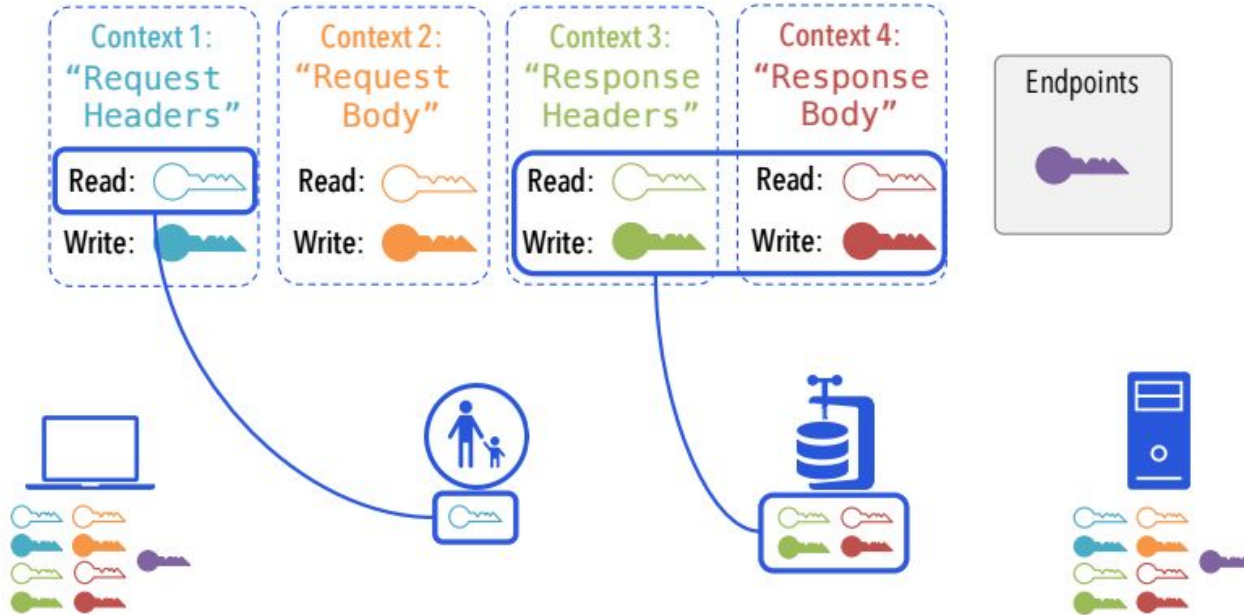 Context 1:
“Request
Headers”
Read:
Write:
Context 2:
“Request
Body”
Read:
Write:
Context 3:
“Response
Headers”
Read:
Write:
Context 4:
“Response
Body”
Read:
Write:
Endpoints